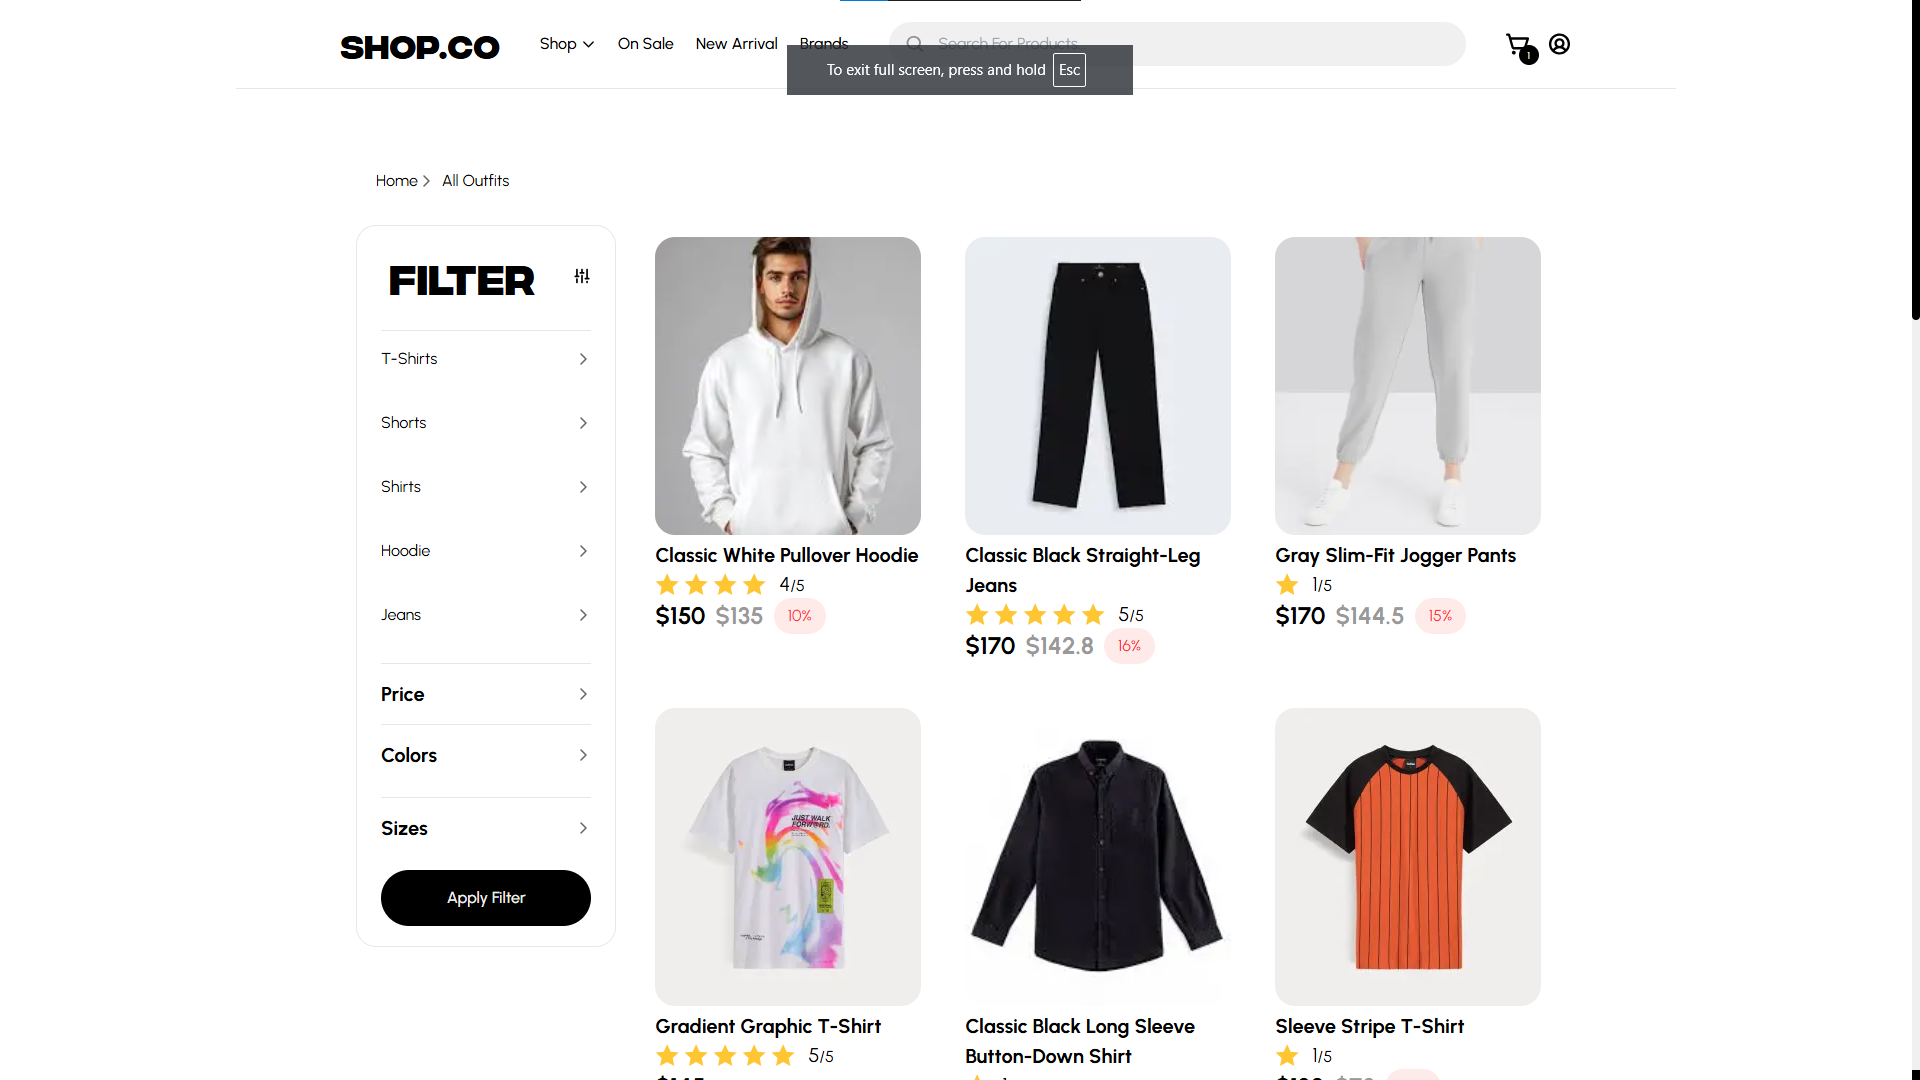 SHOP.CO
Shop
On Sale
New Arrival
Brands
Search For Products
1
To exit full screen, press and hold Esc
Home
All Outfits
FILTER
T-Shirts
Shorts
Shirts
Hoodie
Jeans
Price
Colors
Sizes
Apply Filter
Classic White Pullover Hoodie
4/5
$150 $135 10%
Classic Black Straight-Leg
Jeans
5/5
$170 $142.8 16%
Gray Slim-Fit Jogger Pants
1/5
$170 $144.5 15%
JUST WALK
FORWARD.
Gradient Graphic T-Shirt
5/5
Classic Black Long Sleeve
Button-Down Shirt
Sleeve Stripe T-Shirt
1/5